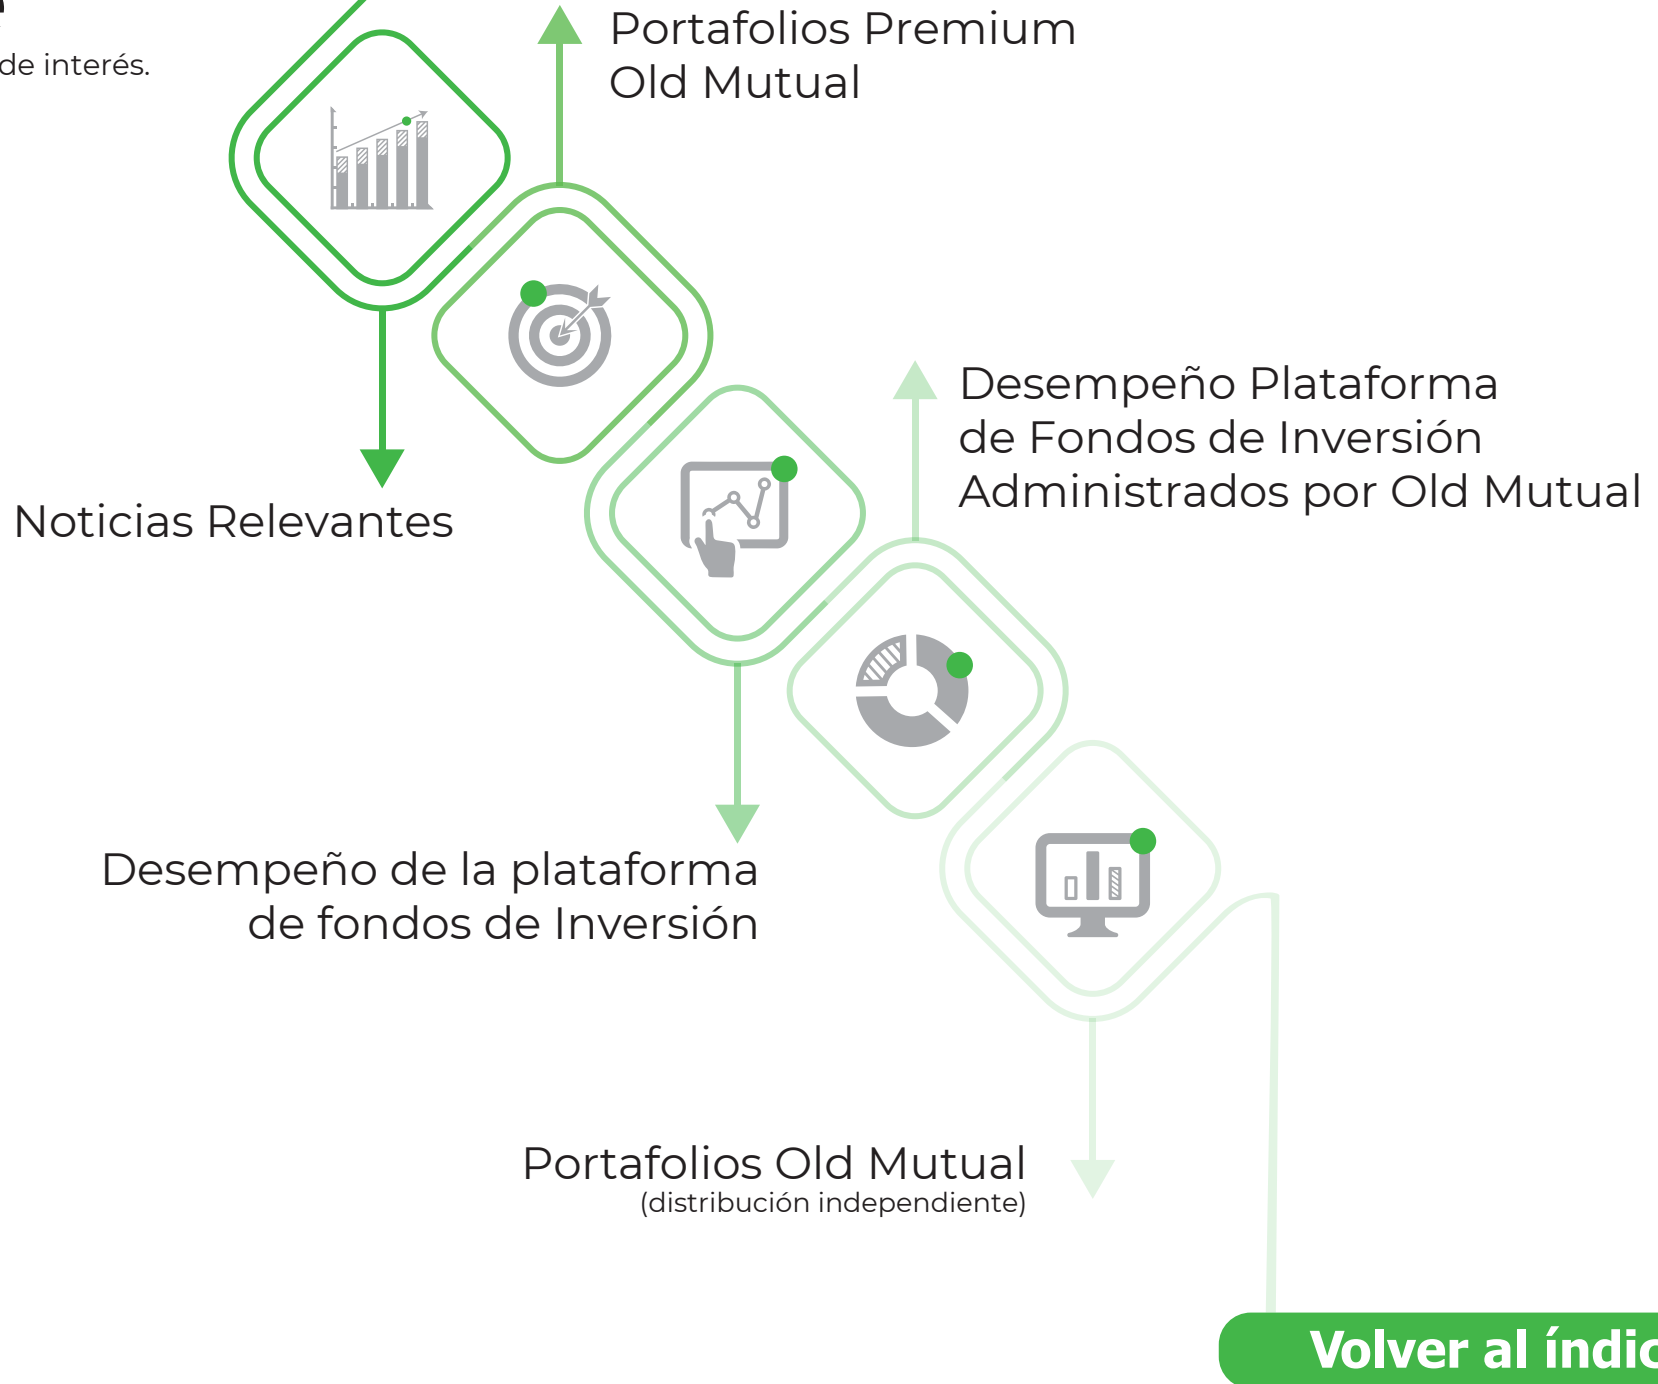 de interés.
Portafolios Premium
Old Mutual
Desempeño Plataforma
de Fondos de Inversión
Administrados por Old Mutual
Noticias Relevantes
Desempeño de la plataforma
de fondos de Inversión
Portafolios Old Mutual
(distribución independiente)
Volver al índic